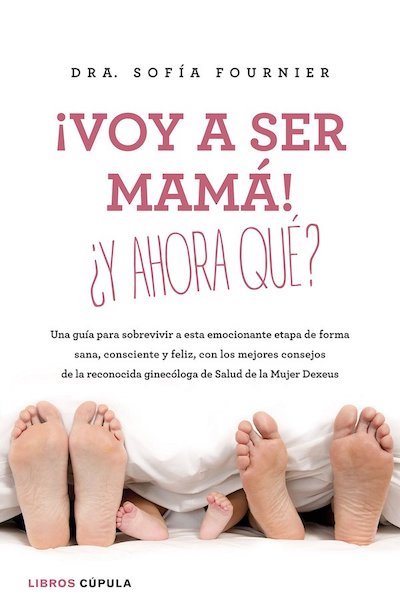 DRA. SOFÍA FOURNIER
¡VOY A SER
MAMÁ!
¿Y AHORA QUÉ?
Una guía para sobrevivir a esta emocionante etapa de forma
sana, consciente y feliz, con los mejores consejos
de la reconocida ginecóloga de Salud de la Mujer Dexeus
LIBROS CÚPULA